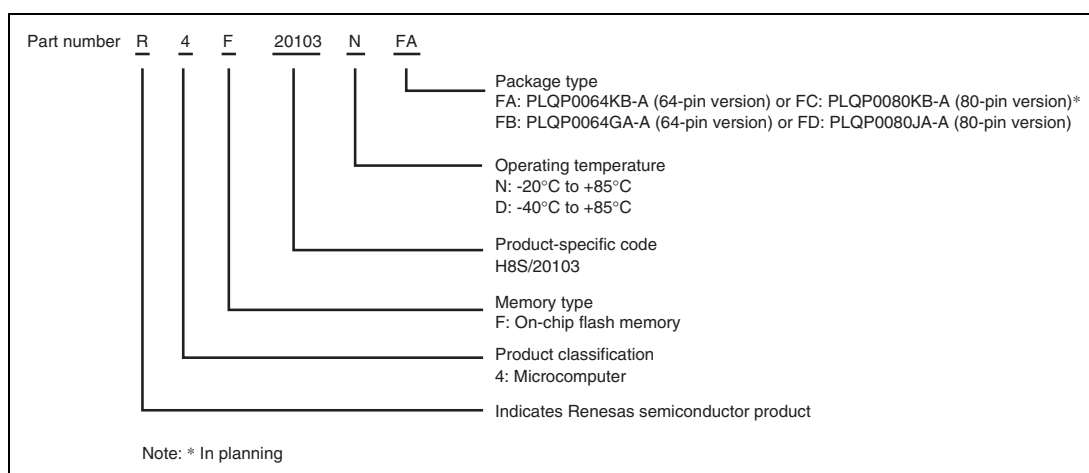 Part number R 4 F 20103 N FA
Package type
FA: PLQP0064KB-A (64-pin version) or FC: PLQP0080KB-A (80-pin version)*
FB: PLQP0064GA-A (64-pin version) or FD: PLQP0080JA-A (80-pin version)
Operating temperature
N: -20°C to +85°C
D: -40°C to +85°C
Product-specific code
H8S/20103
Memory type
F: On-chip flash memory
Product classification
4: Microcomputer
Indicates Renesas semiconductor product
Note: * In planning